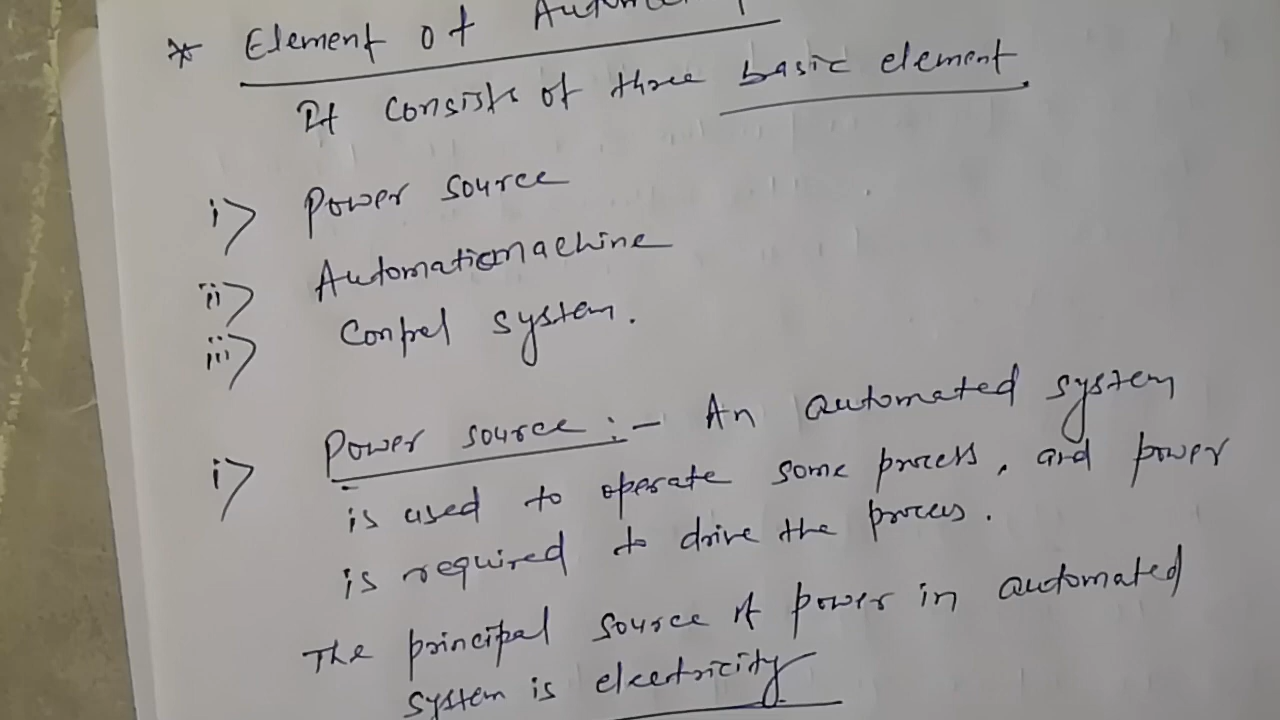 * Element of
It consists of three basic element.
i> Power source
ii> Automatic machine
iii> Control system.
i> Power source :- An automated system
is used to operate some process, and power
is required to drive the process.
The principal source of power in automated
system is electricity